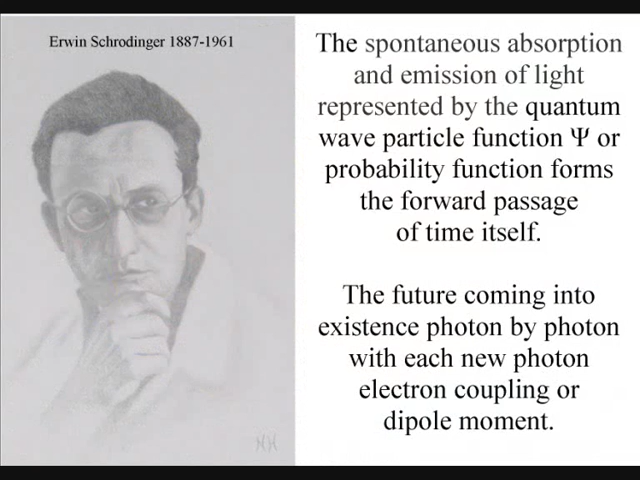 Erwin Schrodinger 1887-1961
The spontaneous absorption
and emission of light
represented by the quantum
wave particle function Ψ or
probability function forms
the forward passage
of time itself.
The future coming into
existence photon by photon
with each new photon
electron coupling or
dipole moment.